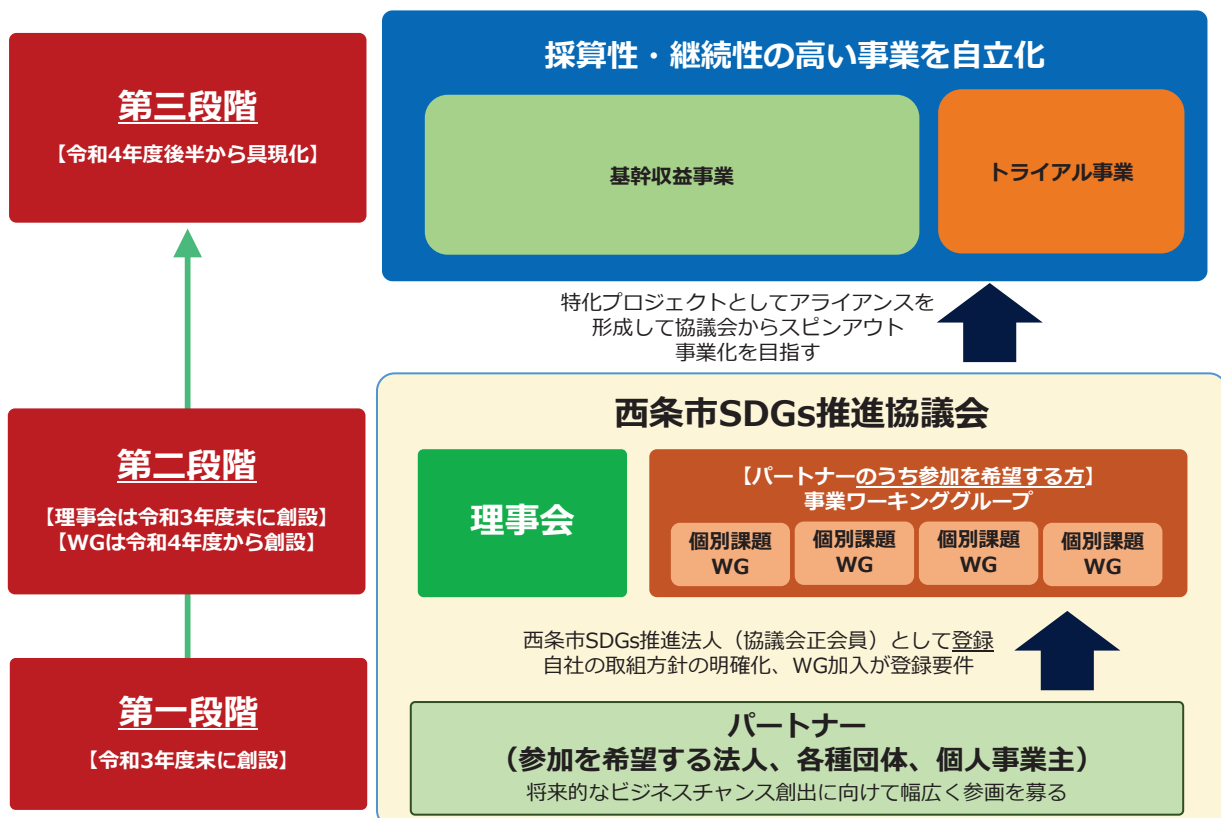 第三段階
【令和4年度後半から具現化】
採算性・継続性の高い事業を自立化
基幹収益事業
トライアル事業
特化プロジェクトとしてアライアンスを
形成して協議会からスピンアウト
事業化を目指す
第二段階
【理事会は令和3年度末に創設】
【WGは令和4年度から創設】
西条市SDGs推進協議会
理事会
【パートナーのうち参加を希望する方】
事業ワーキンググループ
個別課題
WG
個別課題
WG
個別課題
WG
個別課題
WG
西条市SDGs推進法人（協議会正会員）として登録
自社の取組方針の明確化、WG加入が登録要件
第一段階
【令和3年度末に創設】
パートナー
（参加を希望する法人、各種団体、個人事業主）
将来的なビジネスチャンス創出に向けて幅広く参画を募る